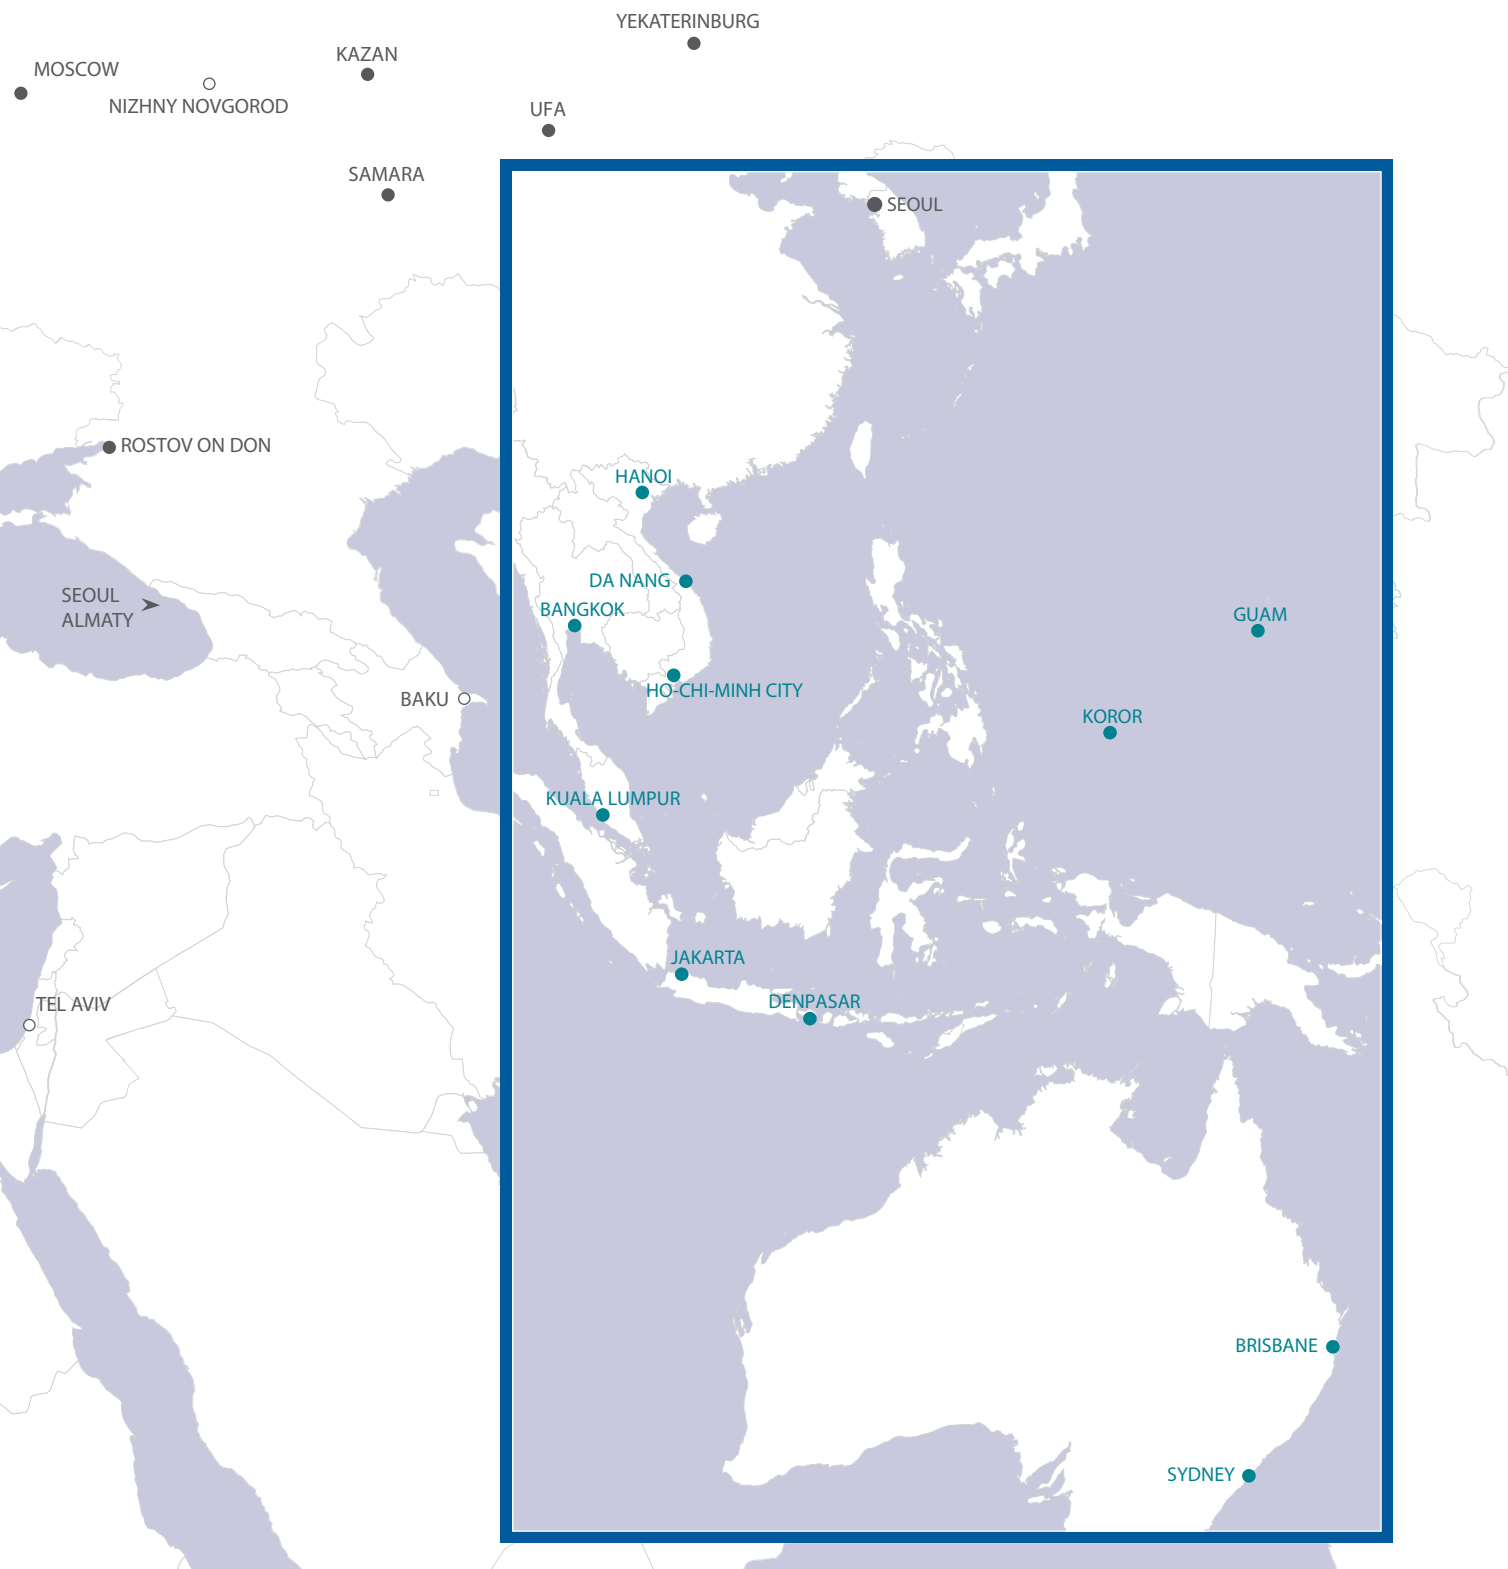 YEKATERINBURG
KAZAN
MOSCOW
NIZHNY NOVGOROD
UFA
SAMARA
SEOUL
ROSTOV ON DON
HANOI
DA NANG
SEOUL
ALMATY
BANGKOK
GUAM
HO-CHI-MINH CITY
BAKU
KOROR
KUALA LUMPUR
JAKARTA
DENPASAR
TEL AVIV
BRISBANE
SYDNEY